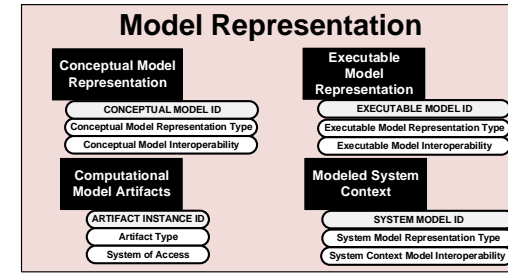 Model Representation
Conceptual Model
Representation
CONCEPTUAL MODEL ID
Conceptual Model Representation Type
Conceptual Model Interoperability
Executable
Model
Representation
EXECUTABLE MODEL ID
Executable Model Representation Type
Executable Model Interoperability
Computational
Model Artifacts
ARTIFACT INSTANCE ID
Artifact Type
System of Access
Modeled System
Context
SYSTEM MODEL ID
System Model Representation Type
System Context Model Interoperability